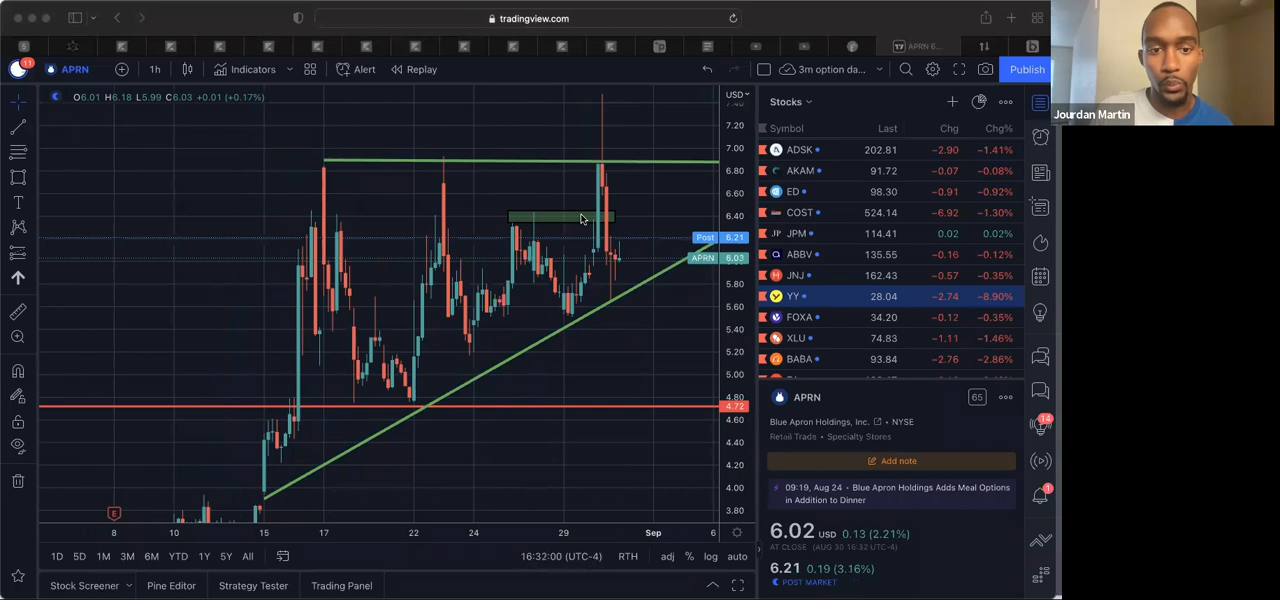 tradingview.com
APRN 6...
11
APRN
1h
Indicators
Alert
Replay
3m option da...
Publish
Jourdan Martin
O6.01 H6.18 L5.99 C6.03 +0.01 (+0.17%)
USD
7.40
7.20
7.00
6.80
6.60
6.40
Post 6.21
APRN 6.03
5.80
5.60
5.40
5.20
5.00
4.80
4.72
4.60
4.40
4.20
4.00
3.80
E
8 10 15 17 22 24 29 Sep 6
1D 5D 1M 3M 6M YTD 1Y 5Y All
16:32:00 (UTC-4) RTH adj % log auto
Stock Screener Pine Editor Strategy Tester Trading Panel
Stocks
Symbol Last Chg Chg%
ADSK 202.81 −2.90 −1.41%
AKAM 91.72 −0.07 −0.08%
ED 98.30 −0.91 −0.92%
COST 524.14 −6.92 −1.30%
JPM 114.41 0.02 0.02%
ABBV 135.55 −0.16 −0.12%
JNJ 162.43 −0.57 −0.35%
YY 28.04 −2.74 −8.90%
FOXA 34.20 −0.12 −0.35%
XLU 74.83 −1.11 −1.46%
BABA 93.84 −2.76 −2.86%
APRN
65
Blue Apron Holdings, Inc. • NYSE
Retail Trade • Specialty Stores
Add note
09:19, Aug 24 • Blue Apron Holdings Adds Meal Options
in Addition to Dinner
6.02 USD 0.13 (2.21%)
AT CLOSE (AUG 30 16:32 UTC-4)
6.21 0.19 (3.16%)
POST MARKET
14
1